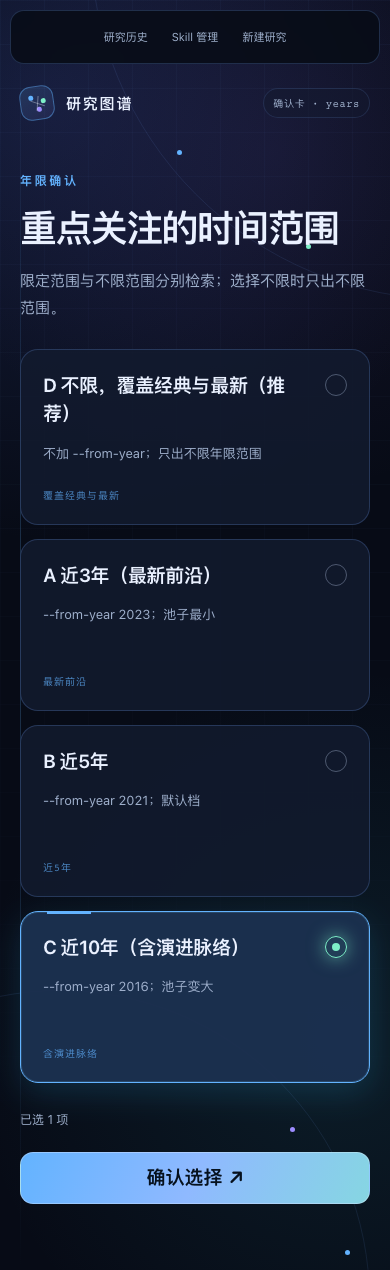 研究历史 Skill 管理 新建研究
研究图谱
确认卡 · years
年限确认
重点关注的时间范围
限定范围与不限范围分别检索；选择不限时只出不限
范围。
D 不限，覆盖经典与最新（推
荐）
不加 --from-year；只出不限年限范围
覆盖经典与最新
A 近3年（最新前沿）
--from-year 2023；池子最小
最新前沿
B 近5年
--from-year 2021；默认档
近5年
C 近10年（含演进脉络）
--from-year 2016；池子变大
含演进脉络
已选 1 项
确认选择 ↗